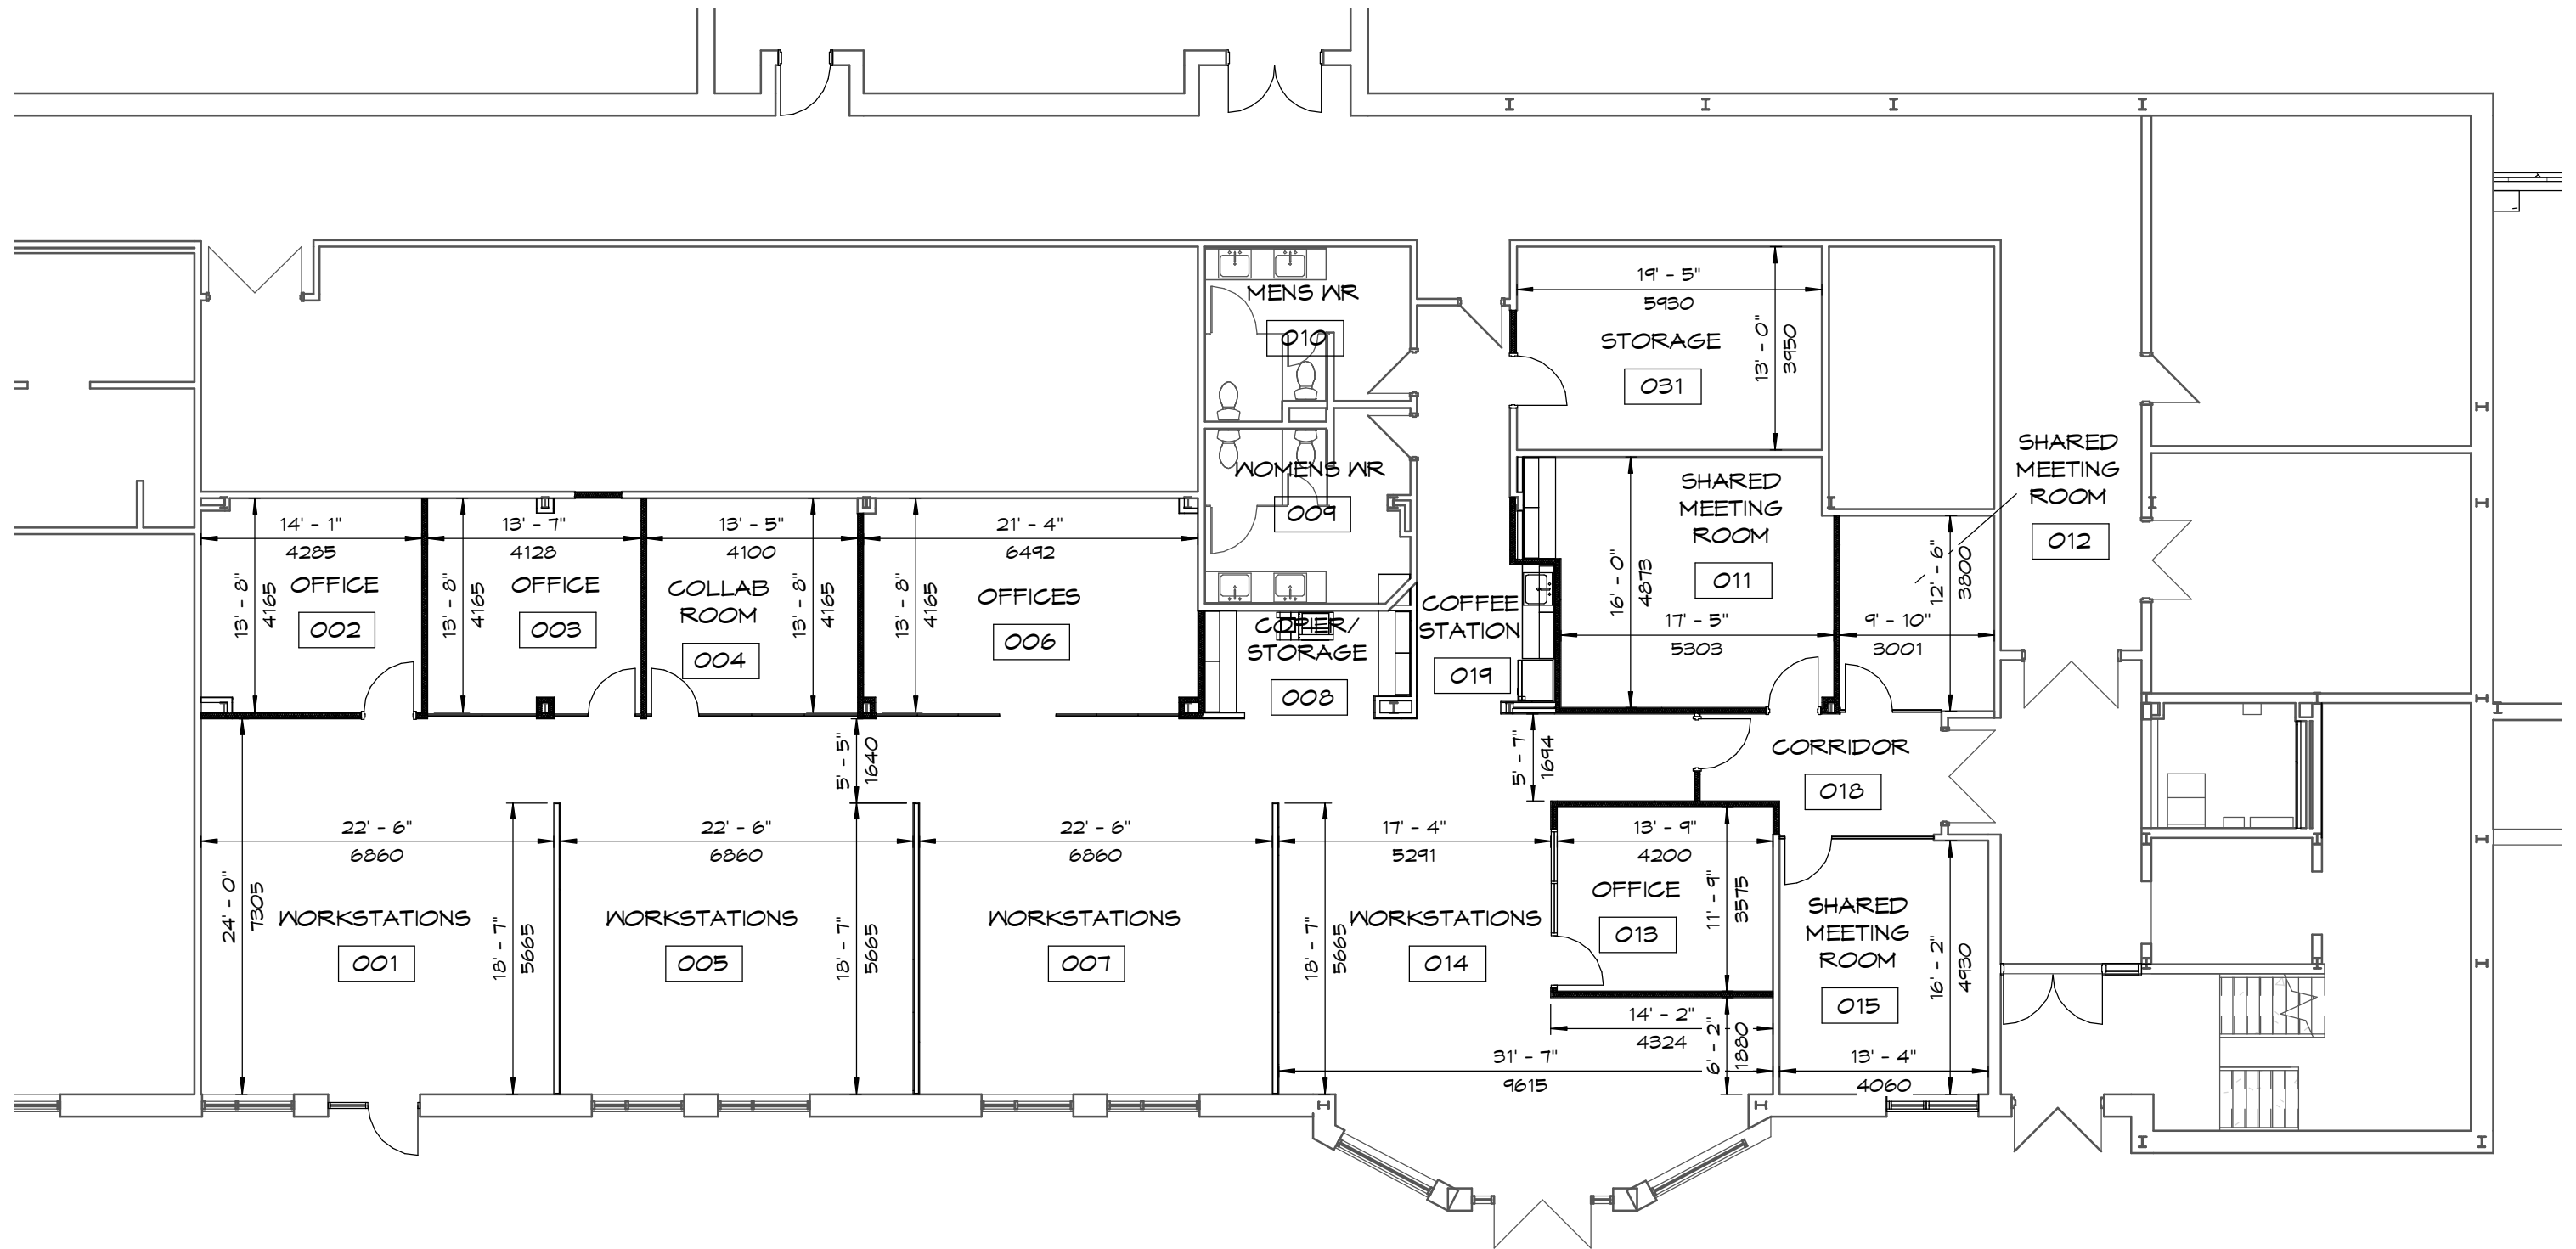 MENS WR
010
19' - 5"
5930
STORAGE
031
13' - 0"
3950
WOMENS WR
009
SHARED
MEETING
ROOM
011
16' - 0"
4873
17' - 5"
5303
SHARED
MEETING
ROOM
012
12' - 6"
3800
9' - 10"
3001
14' - 1"
4285
OFFICE
002
13' - 8"
4165
13' - 7"
4128
OFFICE
003
13' - 8"
4165
13' - 5"
4100
COLLAB
ROOM
004
13' - 8"
4165
21' - 4"
6492
OFFICES
006
13' - 8"
4165
COPIER/
STORAGE
008
COFFEE
STATION
019
5' - 5"
1640
5' - 7"
1694
CORRIDOR
018
22' - 6"
6860
24' - 0"
7305
WORKSTATIONS
001
18' - 7"
5665
22' - 6"
6860
WORKSTATIONS
005
18' - 7"
5665
22' - 6"
6860
WORKSTATIONS
007
18' - 7"
5665
17' - 4"
5291
WORKSTATIONS
014
13' - 9"
4200
OFFICE
013
11' - 9"
3575
14' - 2"
4324
6' - 2"
1880
31' - 7"
9615
SHARED
MEETING
ROOM
015
16' - 2"
4930
13' - 4"
4060